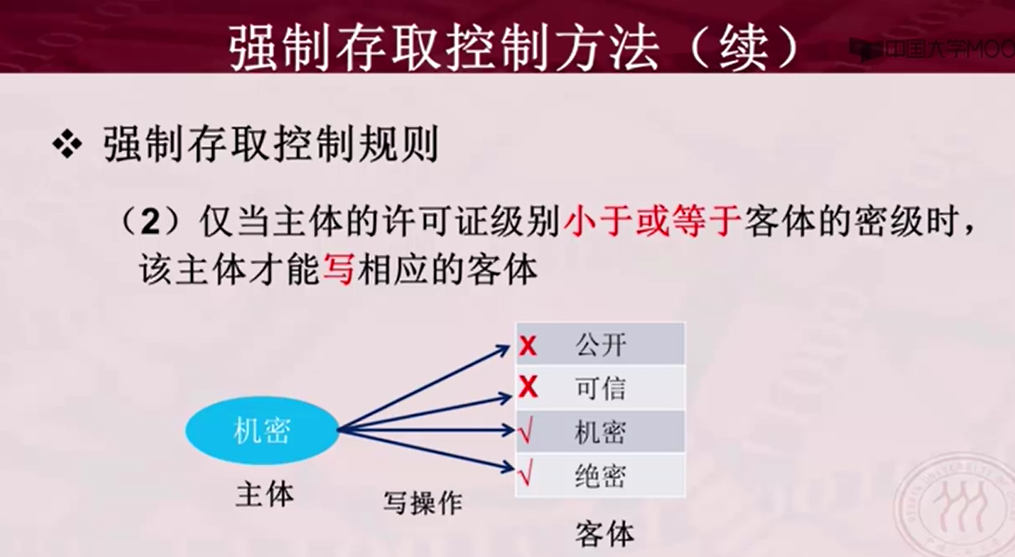 强制存取控制方法（续）
中国大学MOOC
❖ 强制存取控制规则
（2）仅当主体的许可证级别小于或等于客体的密级时，
该主体才能写相应的客体
X 公开
X 可信
机密
√ 机密
√ 绝密
主体
写操作
客体